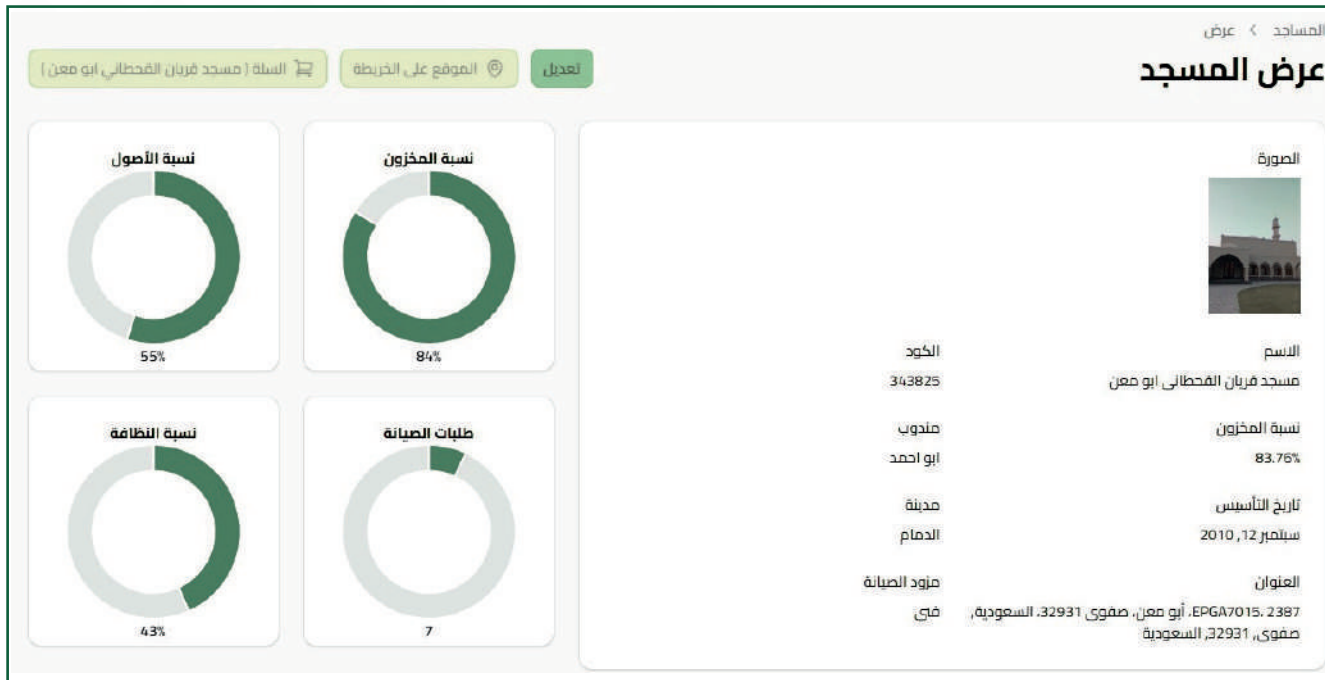 المساجد > عرض
عرض المسجد
تعديل
الموقع على الخريطة
السلة ( مسجد قريان القحطاني ابو معن )
الصورة
الاسم
مسجد قريان القحطاني ابو معن
الكود
343825
نسبة المخزون
83.76%
مندوب
ابو احمد
تاريخ التأسيس
سبتمبر 12, 2010
مدينة
الدمام
العنوان
2387 .EPGA7015، أبو معن، صفوى 32931، السعودية,
صفوى, 32931, السعودية
مزود الصيانة
فني
نسبة المخزون
84%
نسبة الأصول
55%
طلبات الصيانة
7
نسبة النظافة
43%